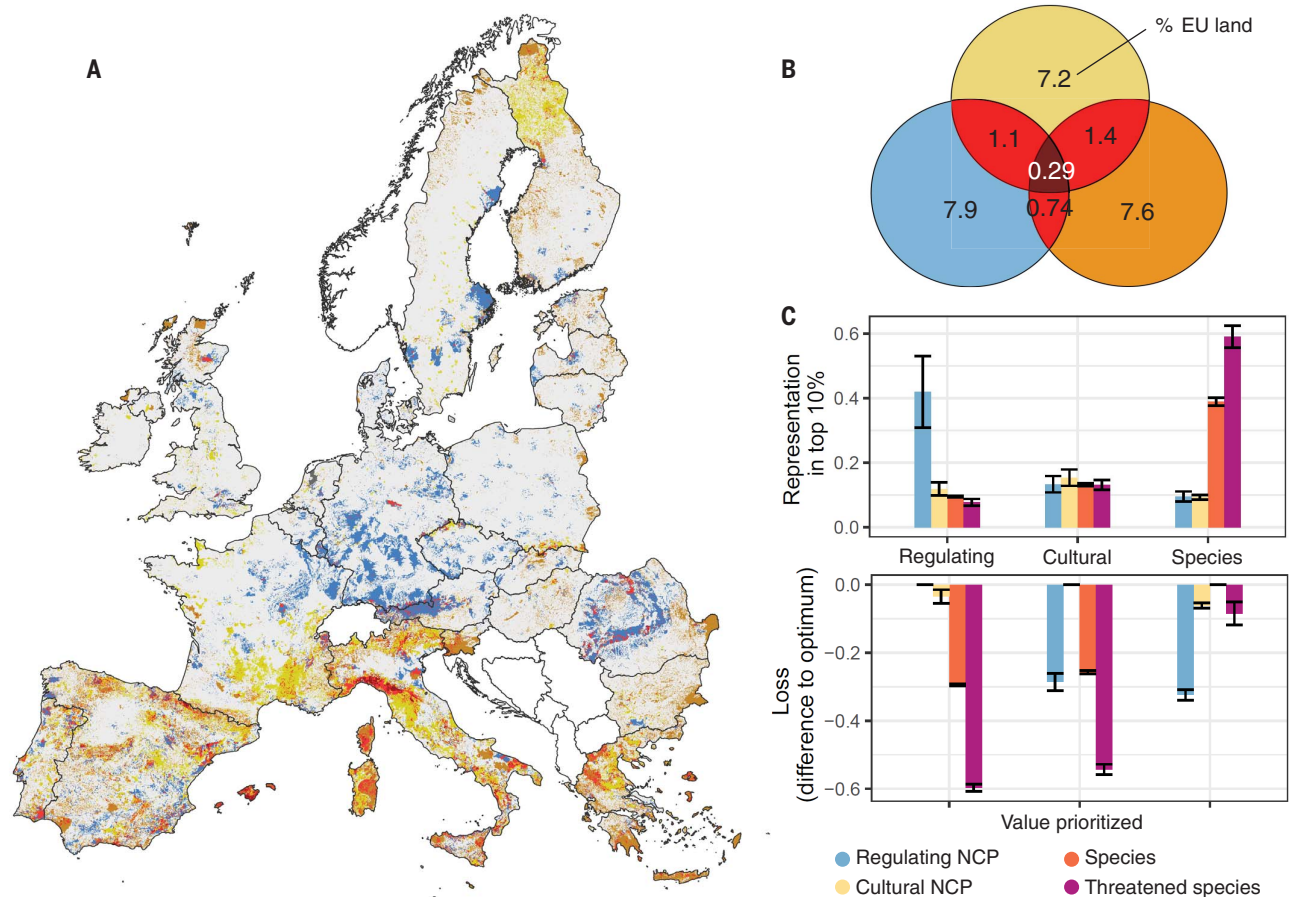 A
B
% EU land
7.2
1.1
1.4
0.29
7.9
0.74
7.6
C
Representation
in top 10%
0.6
0.4
0.2
0.0
Regulating
Cultural
Species
Loss
(difference to optimum)
0.0
−0.2
−0.4
−0.6
Value prioritized
Regulating NCP
Species
Cultural NCP
Threatened species